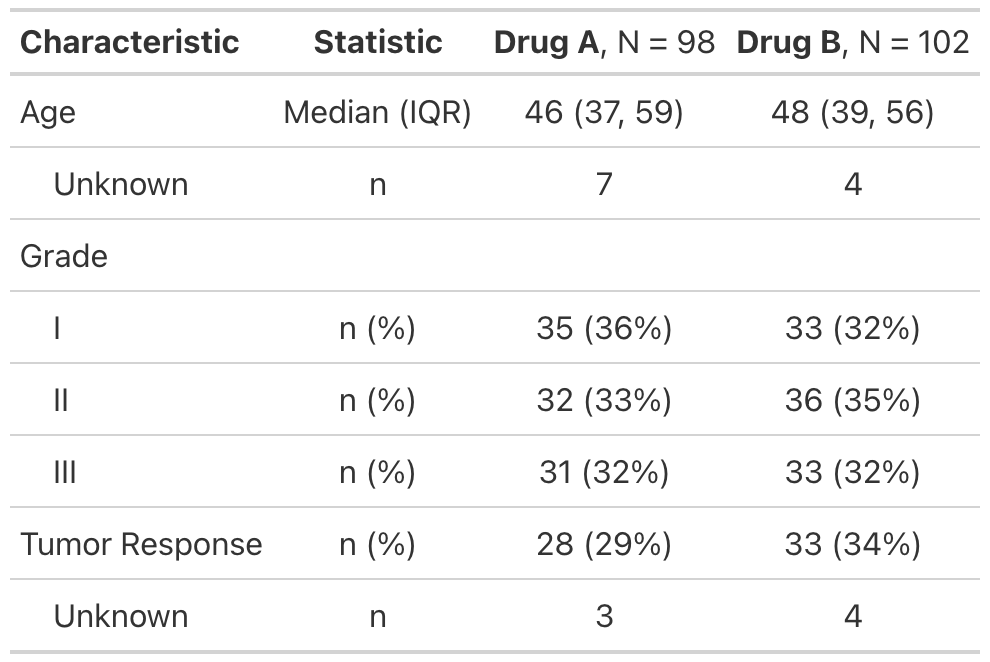 Characteristic Statistic Drug A, N = 98 Drug B, N = 102
Age Median (IQR) 46 (37, 59) 48 (39, 56)
Unknown n 7 4
Grade
I n (%) 35 (36%) 33 (32%)
II n (%) 32 (33%) 36 (35%)
III n (%) 31 (32%) 33 (32%)
Tumor Response n (%) 28 (29%) 33 (34%)
Unknown n 3 4